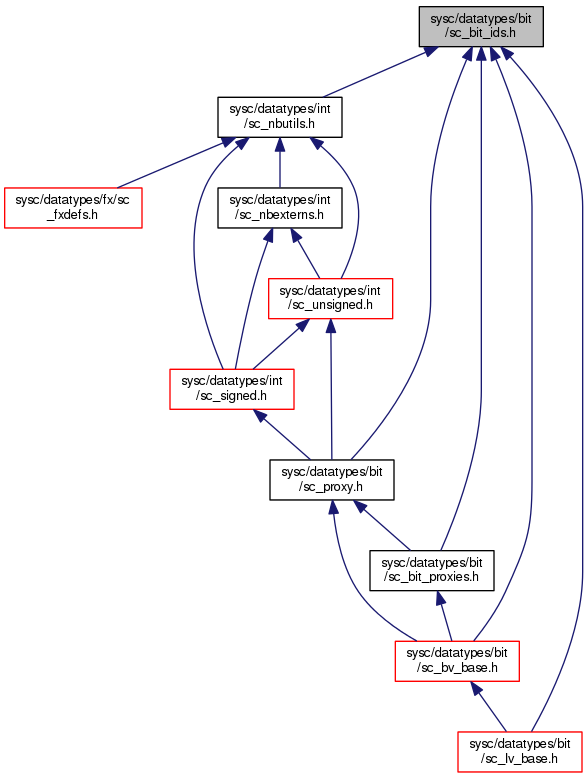 sysc/datatypes/bit
/sc_bit_ids.h
sysc/datatypes/int
/sc_nbutils.h
sysc/datatypes/fx/sc
_fxdefs.h
sysc/datatypes/int
/sc_nbexterns.h
sysc/datatypes/int
/sc_unsigned.h
sysc/datatypes/int
/sc_signed.h
sysc/datatypes/bit
/sc_proxy.h
sysc/datatypes/bit
/sc_bit_proxies.h
sysc/datatypes/bit
/sc_bv_base.h
sysc/datatypes/bit
/sc_lv_base.h